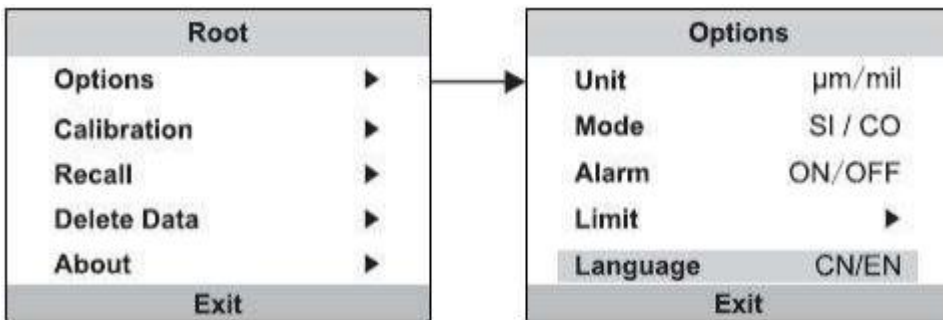 Root
Options
Calibration
Recall
Delete Data
About
Exit
Options
Unit μm/mil
Mode SI / CO
Alarm ON/OFF
Limit
Language CN/EN
Exit